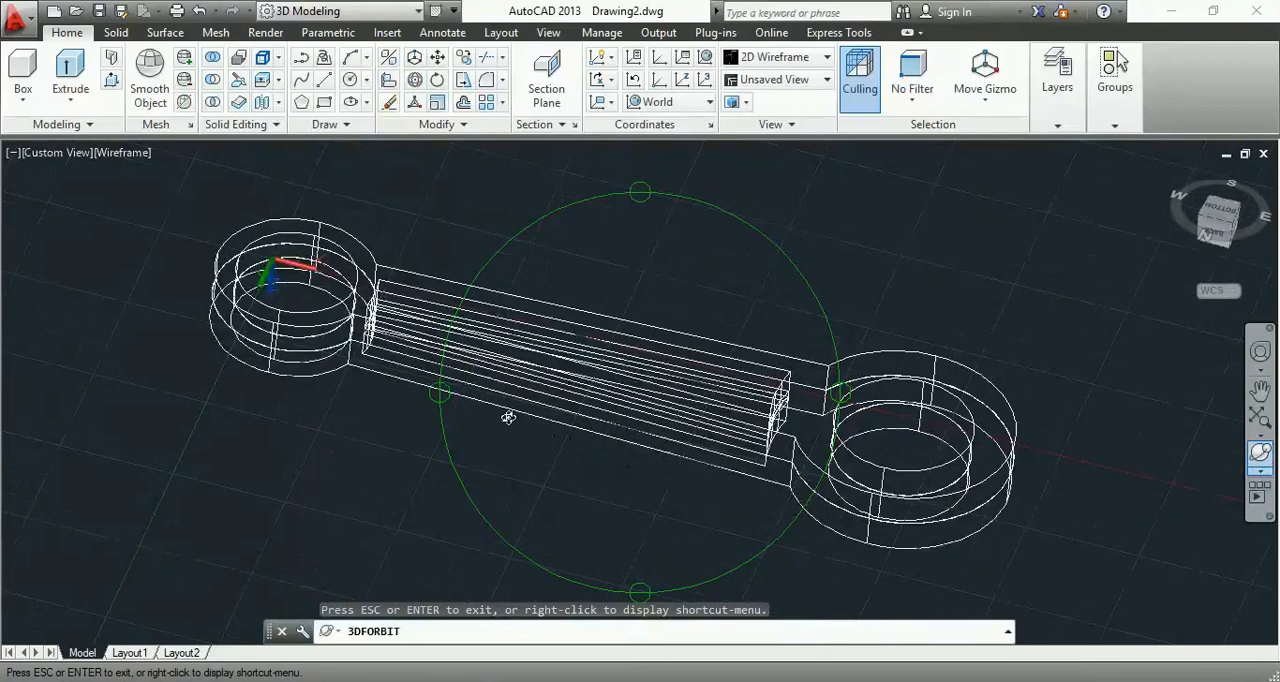 3D Modeling
AutoCAD 2013 Drawing2.dwg
Type a keyword or phrase
Sign In
Home Solid Surface Mesh Render Parametric Insert Annotate Layout View Manage Output Plug-ins Online Express Tools
Box
Extrude
Smooth
Object
Section
Plane
2D Wireframe
Unsaved View
World
Culling
No Filter
Move Gizmo
Layers
Groups
Modeling
Mesh
Solid Editing
Draw
Modify
Section
Coordinates
View
Selection
[−][Custom View][Wireframe]
S
W
E
N
BOTTOM
BACK
WCS
Press ESC or ENTER to exit, or right-click to display shortcut-menu.
3DFORBIT
Model Layout1 Layout2
Press ESC or ENTER to exit, or right-click to display shortcut-menu.